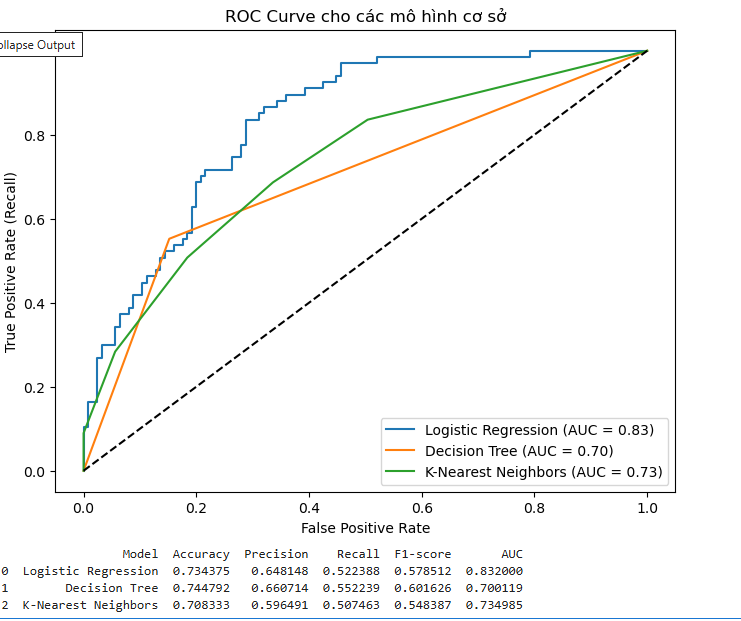 ROC Curve cho các mô hình cơ sở
ollapse Output
True Positive Rate (Recall)
0.8
0.6
0.4
0.2
0.0
Logistic Regression (AUC = 0.83)
Decision Tree (AUC = 0.70)
K-Nearest Neighbors (AUC = 0.73)
0.0 0.2 0.4 0.6 0.8 1.0
False Positive Rate
Model Accuracy Precision Recall F1-score AUC
0 Logistic Regression 0.734375 0.648148 0.522388 0.578512 0.832000
1 Decision Tree 0.744792 0.660714 0.552239 0.601626 0.700119
2 K-Nearest Neighbors 0.708333 0.596491 0.507463 0.548387 0.734985